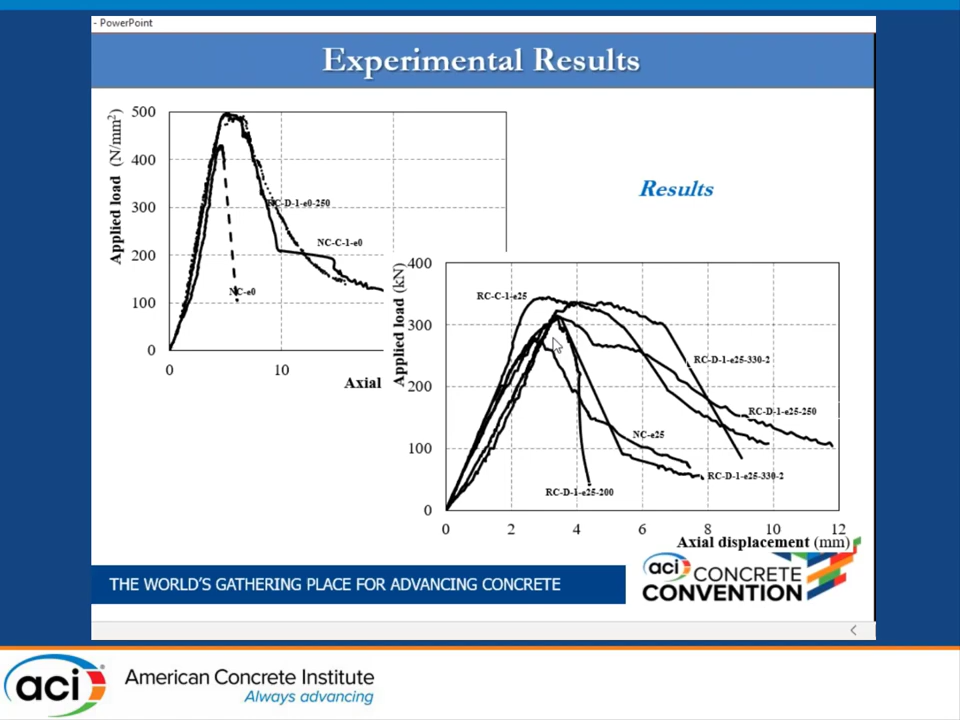 - PowerPoint
Experimental Results
Applied load (N/mm²)
500
400
300
200
100
0
0
10
Axial
RC-D-1-e0-250
NC-C-1-e0
NC-e0
Results
Applied load (kN)
400
300
200
100
0
0
2
4
6
8
10
12
Axial displacement (mm)
RC-C-1-e25
RC-D-1-e25-330-2
RC-D-1-e25-250
NC-e25
RC-D-1-e25-330-2
RC-D-1-e25-200
THE WORLD'S GATHERING PLACE FOR ADVANCING CONCRETE
aci CONCRETE
CONVENTION
aci
American Concrete Institute
Always advancing